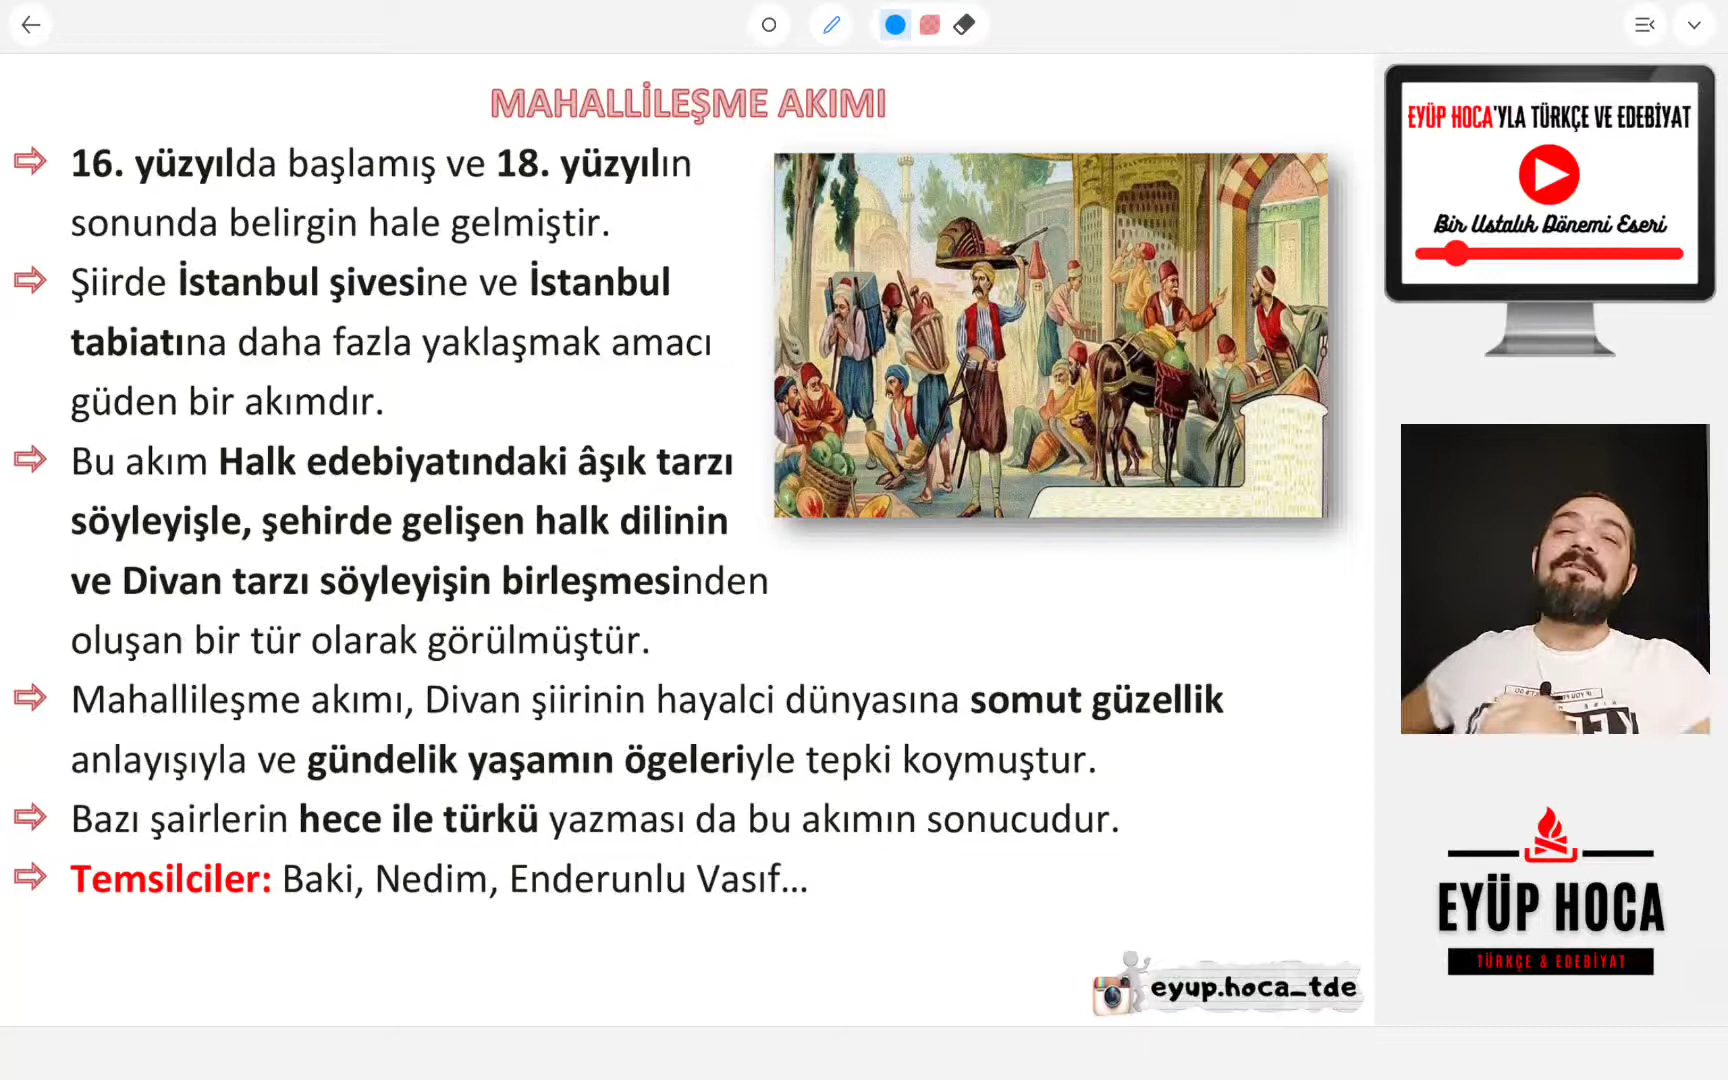 MAHALLİLEŞME AKIMI
16. yüzyılda başlamış ve 18. yüzyılın
sonunda belirgin hale gelmiştir.
Şiirde İstanbul şivesine ve İstanbul
tabiatına daha fazla yaklaşmak amacı
güden bir akımdır.
Bu akım Halk edebiyatındaki âşık tarzı
söyleyişle, şehirde gelişen halk dilinin
ve Divan tarzı söyleyişin birleşmesinden
oluşan bir tür olarak görülmüştür.
Mahallileşme akımı, Divan şiirinin hayalci dünyasına somut güzellik
anlayışıyla ve gündelik yaşamın ögeleriyle tepki koymuştur.
Bazı şairlerin hece ile türkü yazması da bu akımın sonucudur.
Temsilciler: Baki, Nedim, Enderunlu Vasıf...
eyup.hoca_tde
EYÜP HOCA'YLA TÜRKÇE VE EDEBİYAT
Bir Ustalık Dönemi Eseri
EYÜP HOCA
TÜRKÇE & EDEBİYAT